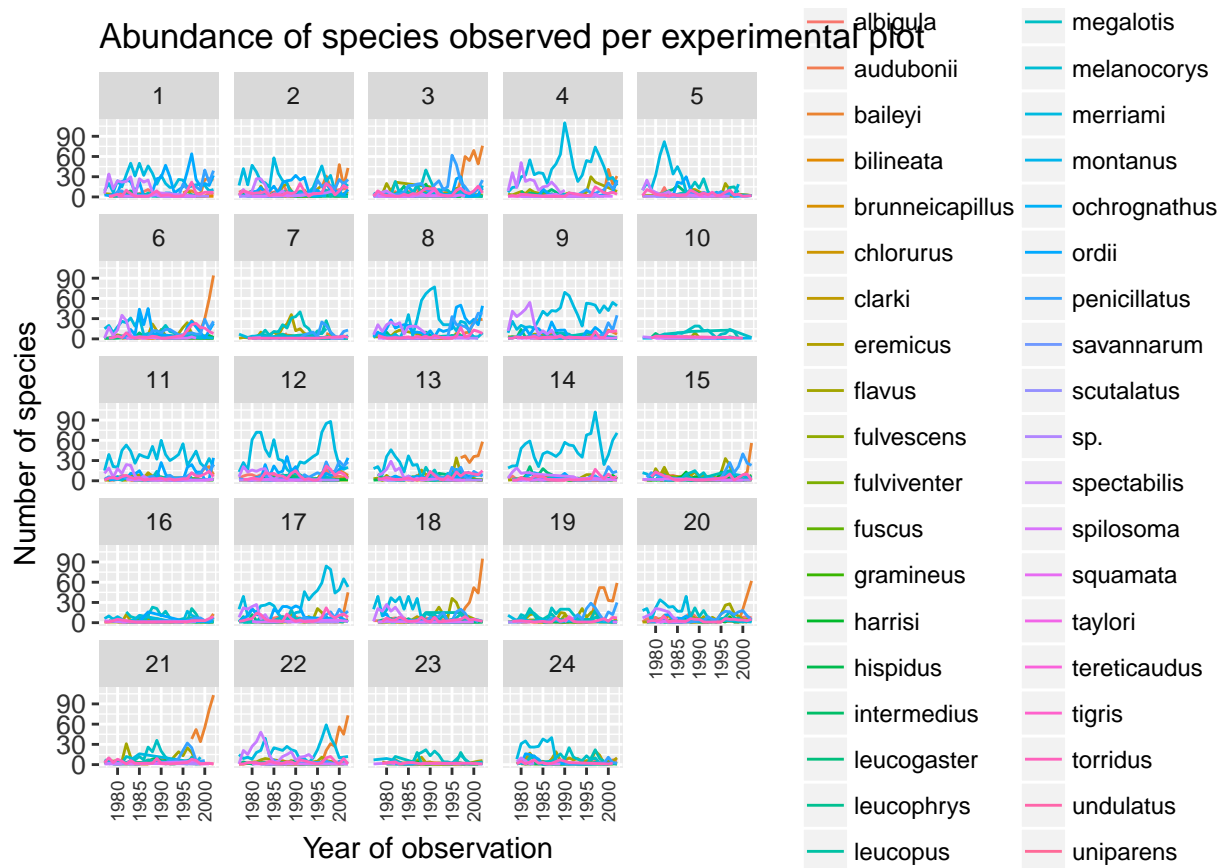 Abundance of species observed per experimental plot
1 2 3 4 5
90
60
30
0
6 7 8 9 10
90
60
30
0
11 12 13 14 15
90
60
30
0
16 17 18 19 20
90
60
30
0
1980 1985 1990 1995 2000
21 22 23 24
90
60
30
0
1980 1985 1990 1995 2000 1980 1985 1990 1995 2000 1980 1985 1990 1995 2000 1980 1985 1990 1995 2000
Number of species
Year of observation
albigula
audubonii
baileyi
bilineata
brunneicapillus
chlorurus
clarki
eremicus
flavus
fulvescens
fulviventer
fuscus
gramineus
harrisi
hispidus
intermedius
leucogaster
leucophrys
leucopus
megalotis
melanocorys
merriami
montanus
ochrognathus
ordii
penicillatus
savannarum
scutalatus
sp.
spectabilis
spilosoma
squamata
taylori
tereticaudus
tigris
torridus
undulatus
uniparens